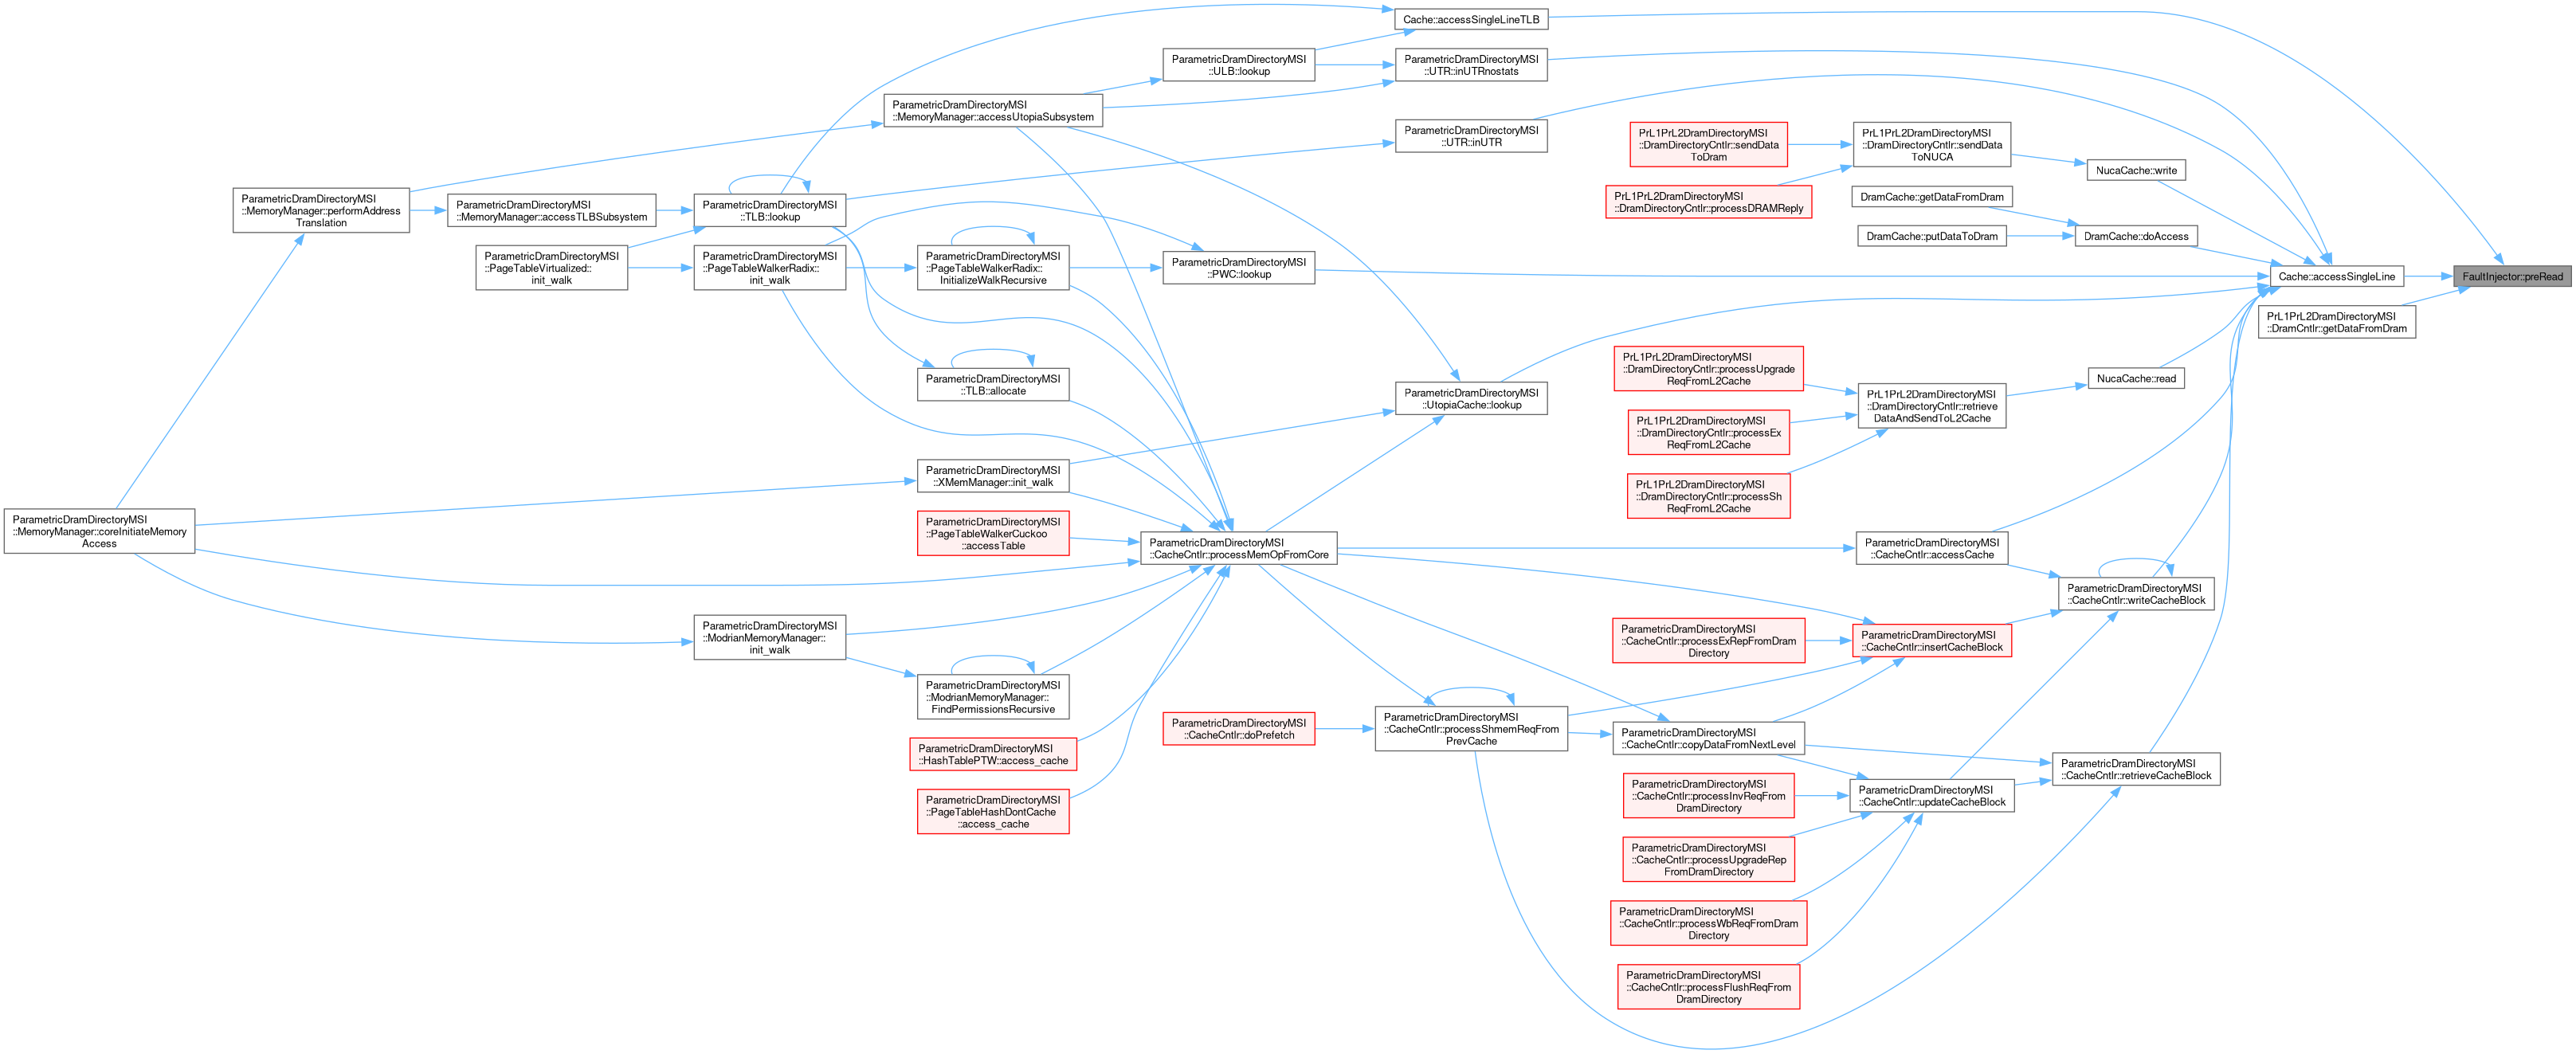 Cache::accessSingleLineTLB
ParametricDramDirectoryMSI
::ULB::lookup
ParametricDramDirectoryMSI
::UTR::inUTRnostats
ParametricDramDirectoryMSI
::MemoryManager::accessUtopiaSubsystem
ParametricDramDirectoryMSI
::UTR::inUTR
PrL1PrL2DramDirectoryMSI
::DramDirectoryCntlr::sendData
ToDram
PrL1PrL2DramDirectoryMSI
::DramDirectoryCntlr::sendData
ToNUCA
NucaCache::write
PrL1PrL2DramDirectoryMSI
::DramDirectoryCntlr::processDRAMReply
DramCache::getDataFromDram
DramCache::putDataToDram
DramCache::doAccess
ParametricDramDirectoryMSI
::MemoryManager::performAddress
Translation
ParametricDramDirectoryMSI
::MemoryManager::accessTLBSubsystem
ParametricDramDirectoryMSI
::TLB::lookup
ParametricDramDirectoryMSI
::PageTableVirtualized::
init_walk
ParametricDramDirectoryMSI
::PageTableWalkerRadix::
init_walk
ParametricDramDirectoryMSI
::PageTableWalkerRadix::
InitializeWalkRecursive
ParametricDramDirectoryMSI
::PWC::lookup
Cache::accessSingleLine
FaultInjector::preRead
PrL1PrL2DramDirectoryMSI
::DramCntlr::getDataFromDram
ParametricDramDirectoryMSI
::TLB::allocate
ParametricDramDirectoryMSI
::UtopiaCache::lookup
PrL1PrL2DramDirectoryMSI
::DramDirectoryCntlr::processUpgrade
ReqFromL2Cache
PrL1PrL2DramDirectoryMSI
::DramDirectoryCntlr::processEx
ReqFromL2Cache
PrL1PrL2DramDirectoryMSI
::DramDirectoryCntlr::processSh
ReqFromL2Cache
PrL1PrL2DramDirectoryMSI
::DramDirectoryCntlr::retrieve
DataAndSendToL2Cache
NucaCache::read
ParametricDramDirectoryMSI
::XMemManager::init_walk
ParametricDramDirectoryMSI
::MemoryManager::coreInitiateMemory
Access
ParametricDramDirectoryMSI
::PageTableWalkerCuckoo
::accessTable
ParametricDramDirectoryMSI
::CacheCntlr::processMemOpFromCore
ParametricDramDirectoryMSI
::CacheCntlr::accessCache
ParametricDramDirectoryMSI
::CacheCntlr::writeCacheBlock
ParametricDramDirectoryMSI
::ModrianMemoryManager::
init_walk
ParametricDramDirectoryMSI
::ModrianMemoryManager::
FindPermissionsRecursive
ParametricDramDirectoryMSI
::CacheCntlr::processExRepFromDram
Directory
ParametricDramDirectoryMSI
::CacheCntlr::insertCacheBlock
ParametricDramDirectoryMSI
::HashTablePTW::access_cache
ParametricDramDirectoryMSI
::PageTableHashDontCache
::access_cache
ParametricDramDirectoryMSI
::CacheCntlr::doPrefetch
ParametricDramDirectoryMSI
::CacheCntlr::processShmemReqFrom
PrevCache
ParametricDramDirectoryMSI
::CacheCntlr::copyDataFromNextLevel
ParametricDramDirectoryMSI
::CacheCntlr::retrieveCacheBlock
ParametricDramDirectoryMSI
::CacheCntlr::processInvReqFrom
DramDirectory
ParametricDramDirectoryMSI
::CacheCntlr::updateCacheBlock
ParametricDramDirectoryMSI
::CacheCntlr::processUpgradeRep
FromDramDirectory
ParametricDramDirectoryMSI
::CacheCntlr::processWbReqFromDram
Directory
ParametricDramDirectoryMSI
::CacheCntlr::processFlushReqFrom
DramDirectory